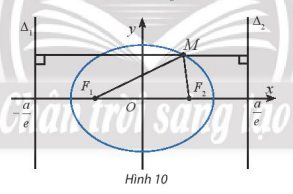 Δ₁
y
Δ₂
M
F₁
F₂
x
-a/e
O
a/e
Chân trời sáng tạo
Hình 10